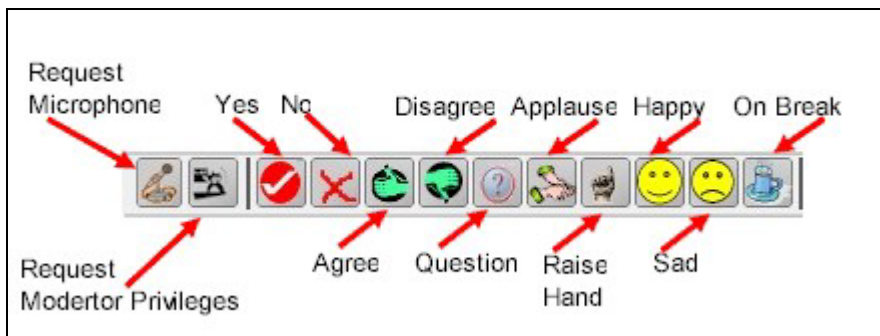 Request
Microphone
Yes
No
Disagree
Applause
Happy
On Break
Request
Modertor Privileges
Agree
Question
Raise
Hand
Sad